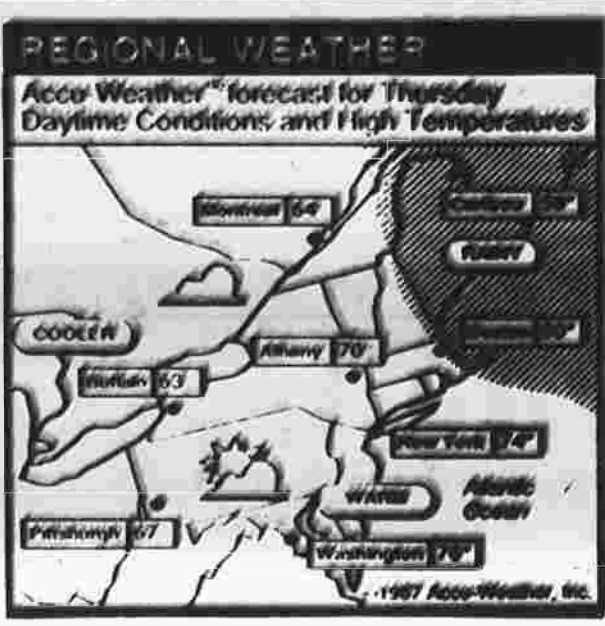 REGIONAL WEATHER
Accu-Weather® forecast for Thursday
Daytime Conditions and High Temperatures
Montreal 64°
RAINY
COOLER
Albany 70°
Buffalo 63°
New York 74°
WARM
Atlantic
Ocean
Pittsburgh 67
Washington
1987 Accu-Weather, Inc.